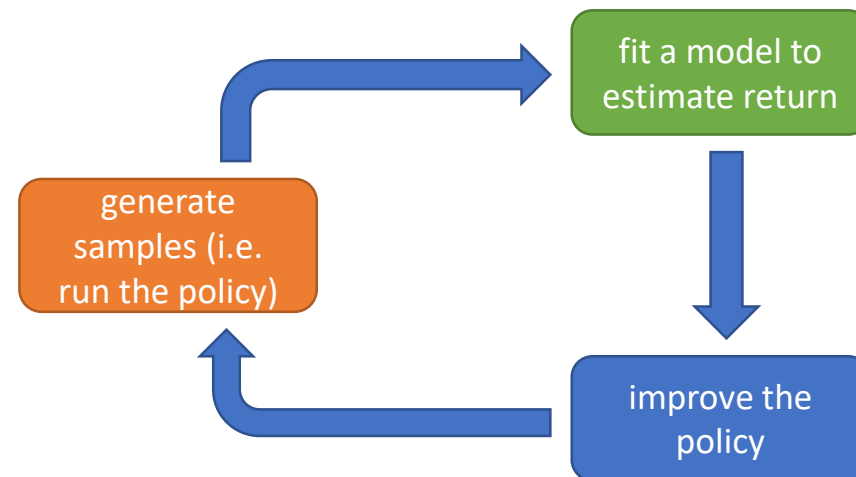 fit a model to
estimate return
generate
samples (i.e.
run the policy)
improve the
policy